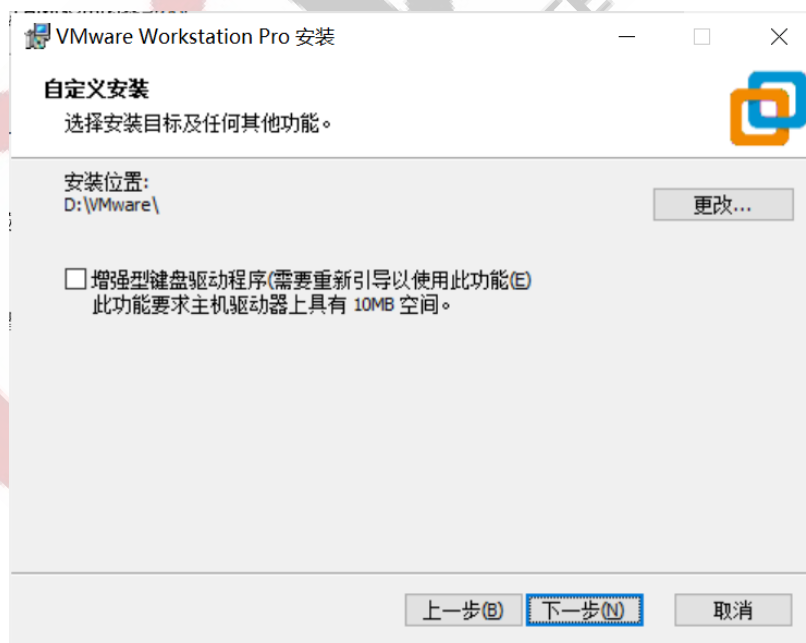 VMware Workstation Pro 安装
自定义安装
选择安装目标及任何其他功能。
安装位置:
D:\VMware\
更改...
增强型键盘驱动程序(需要重新引导以使用此功能(E)
此功能要求主机驱动器上具有 10MB 空间。
上一步(B) 下一步(N) 取消